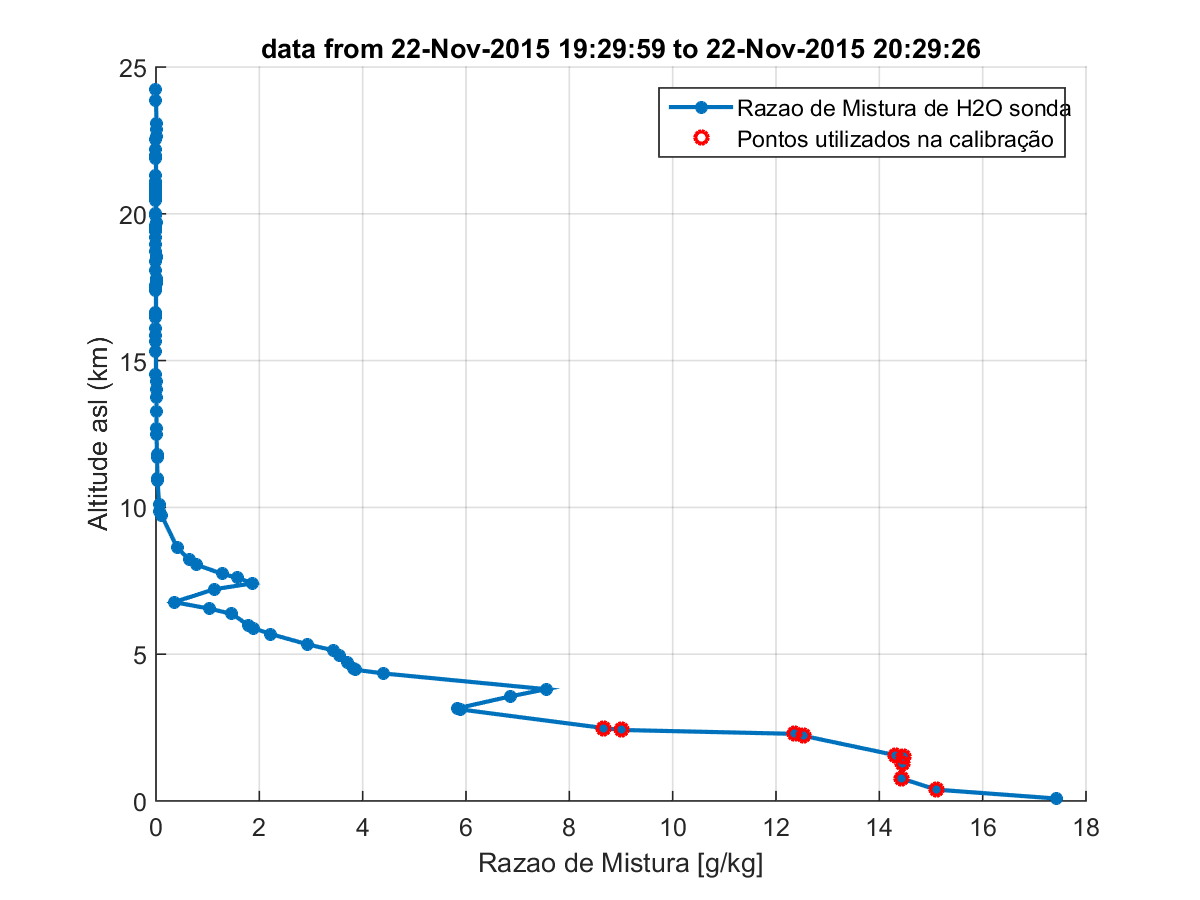 data from 22-Nov-2015 19:29:59 to 22-Nov-2015 20:29:26
Razao de Mistura de H2O sonda
Pontos utilizados na calibração
25
20
15
10
5
0
Altitude asl (km)
0 2 4 6 8 10 12 14 16 18
Razao de Mistura [g/kg]